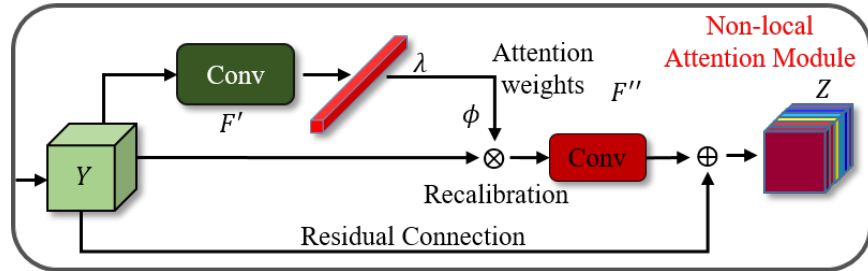 Non-local
Attention Module
Conv
λ
Attention
weights
F′
ϕ
F′′
Z
Y
⊗
Conv
⊕
Recalibration
Residual Connection